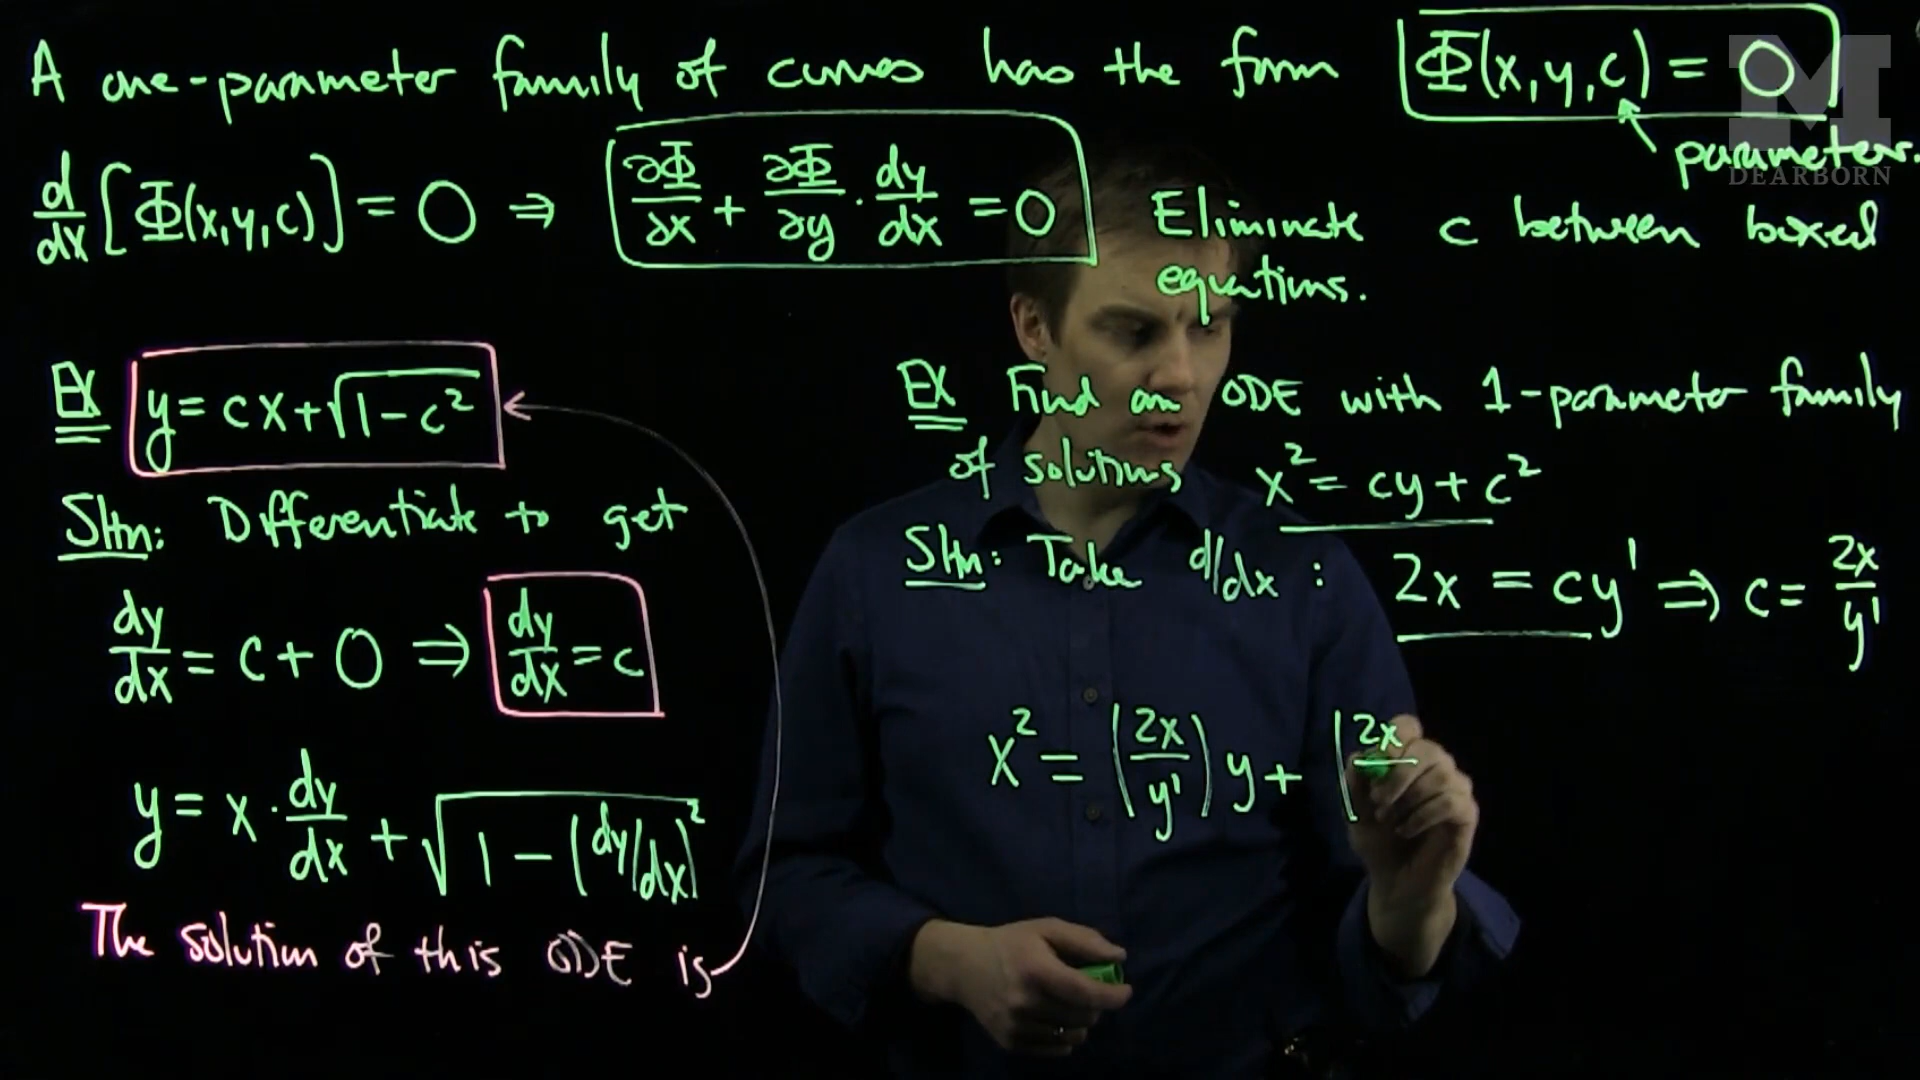 A one-parameter family of curves has the form Φ(x,y,c) = 0
parameter.
DEARBORN
d/dx [Φ(x,y,c)] = 0 ⇒ ∂Φ/∂x + ∂Φ/∂y · dy/dx = 0
Eliminate c between boxed
equations.
Ex y = cx + √(1-c²)
Sltn: Differentiate to get
dy/dx = c + 0 ⇒ dy/dx = c
y = x · dy/dx + √(1 - (dy/dx)²)
The solution of this ODE is
Ex Find an ODE with 1-parameter family
of solutions x² = cy + c²
Sltn: Take d/dx : 2x = cy' ⇒ c = 2x/y'
x² = (2x/y') y + (2x